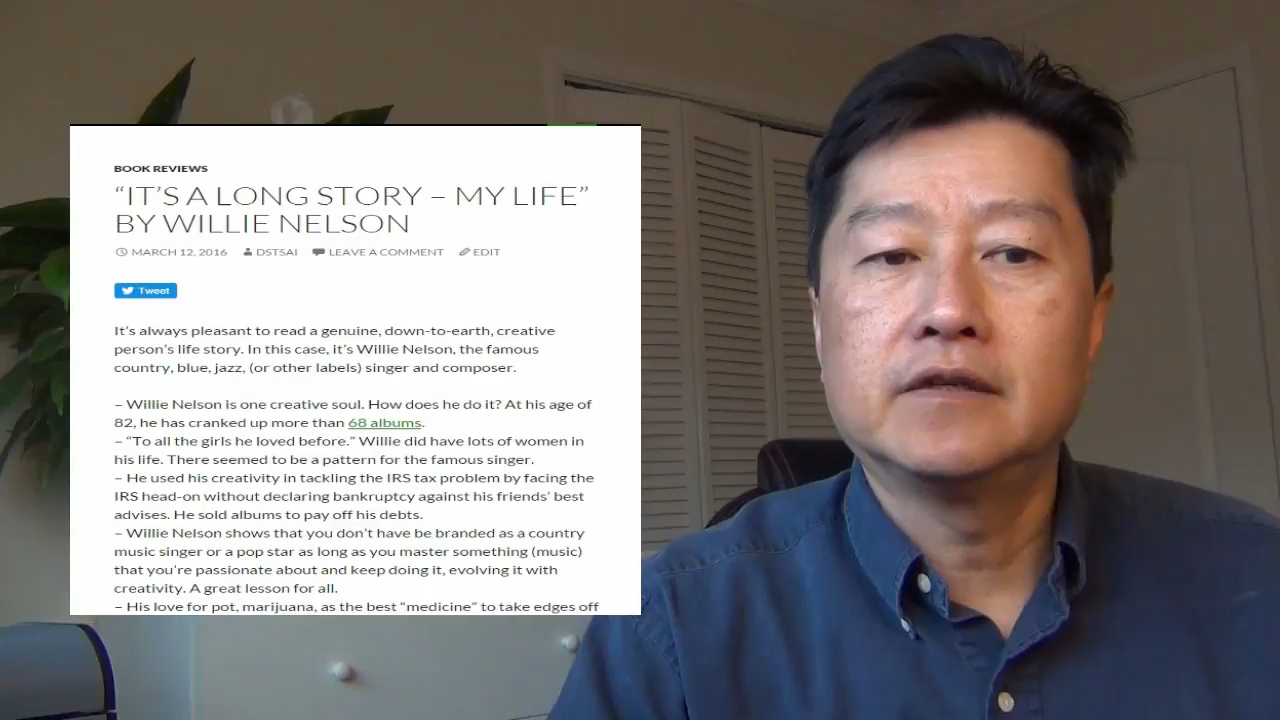 BOOK REVIEWS
“IT’S A LONG STORY – MY LIFE”
BY WILLIE NELSON
MARCH 12, 2016 DSTSAI LEAVE A COMMENT EDIT
Tweet
It’s always pleasant to read a genuine, down-to-earth, creative
person’s life story. In this case, it’s Willie Nelson, the famous
country, blue, jazz, (or other labels) singer and composer.
– Willie Nelson is one creative soul. How does he do it? At his age of
82, he has cranked up more than 68 albums.
– “To all the girls he loved before.” Willie did have lots of women in
his life. There seemed to be a pattern for the famous singer.
– He used his creativity in tackling the IRS tax problem by facing the
IRS head-on without declaring bankruptcy against his friends’ best
advises. He sold albums to pay off his debts.
– Willie Nelson shows that you don’t have be branded as a country
music singer or a pop star as long as you master something (music)
that you’re passionate about and keep doing it, evolving it with
creativity. A great lesson for all.
– His love for pot, marijuana, as the best “medicine” to take edges off